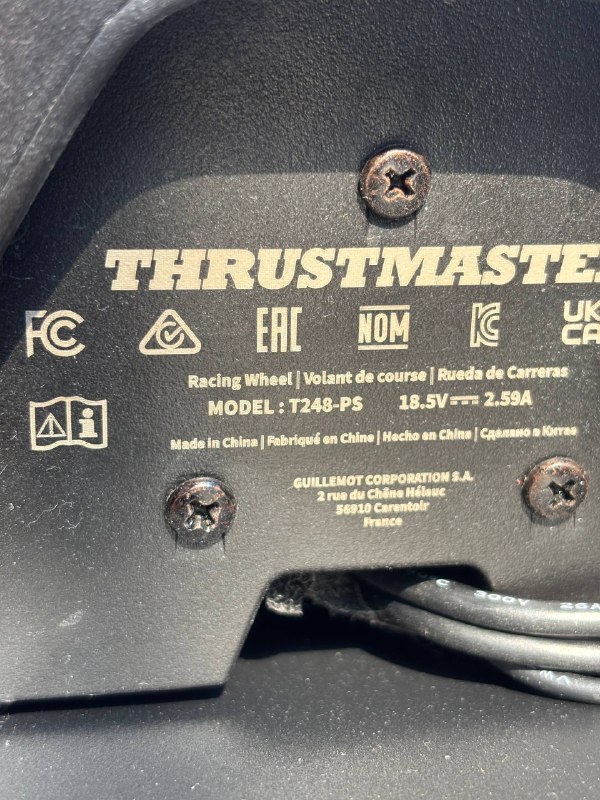 THRUSTMASTE
FC EAC NOM UK CA
Racing Wheel | Volant de course | Rueda de Carreras
MODEL : T248-PS 18.5V 2.59A
Made in China | Fabriqué en Chine | Hecho en China | Сделано в Китае
GUILLEMOT CORPORATION S.A.
2 rue du Chêne Héleuc
56910 Carentoir
France
C 300V 26A